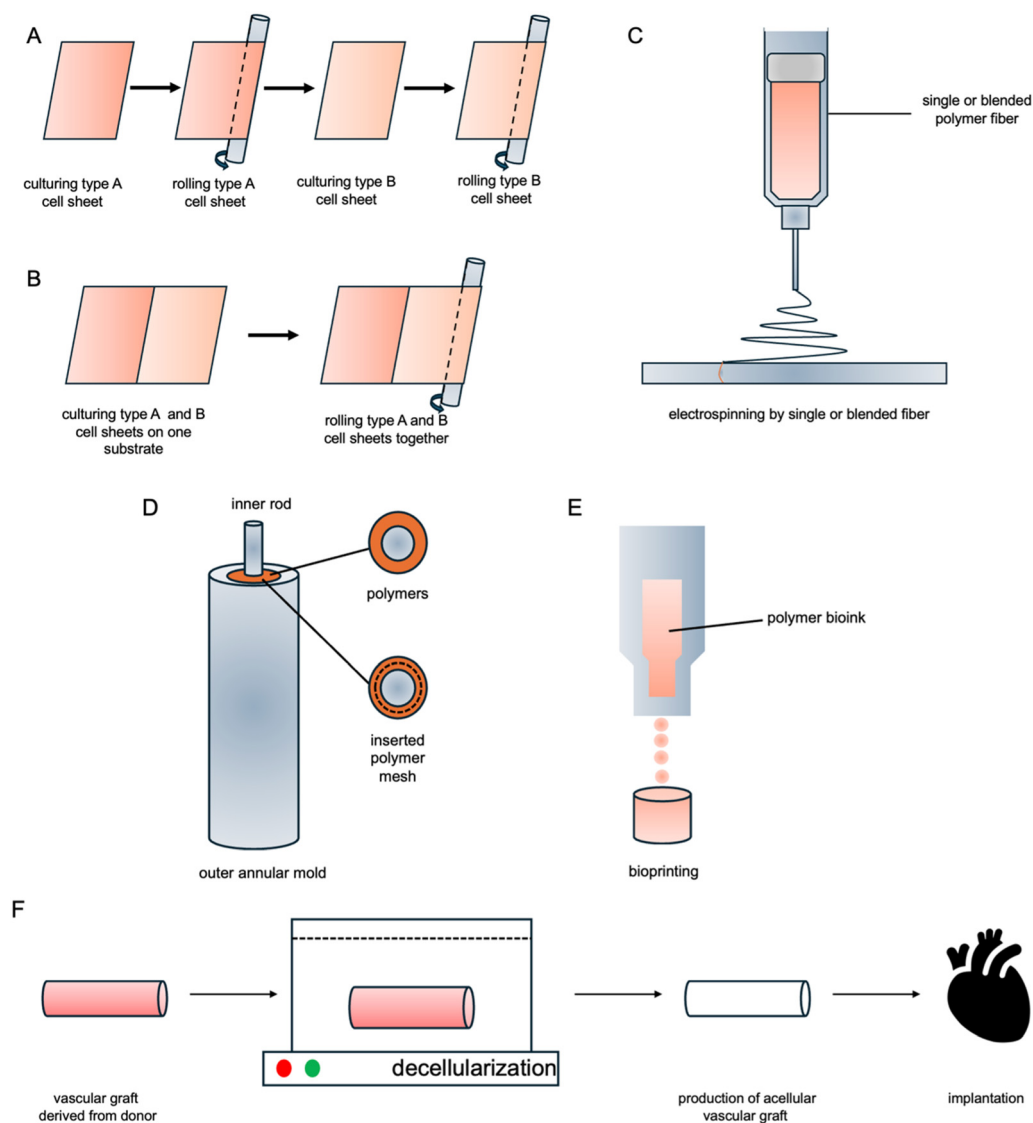 A
culturing type A
cell sheet
rolling type A
cell sheet
culturing type B
cell sheet
rolling type B
cell sheet
B
culturing type A and B
cell sheets on one
substrate
rolling type A and B
cell sheets together
C
single or blended
polymer fiber
electrospinning by single or blended fiber
D
inner rod
polymers
inserted
polymer
mesh
outer annular mold
E
polymer bioink
bioprinting
F
decellularization
vascular graft
derived from donor
production of acellular
vascular graft
implantation